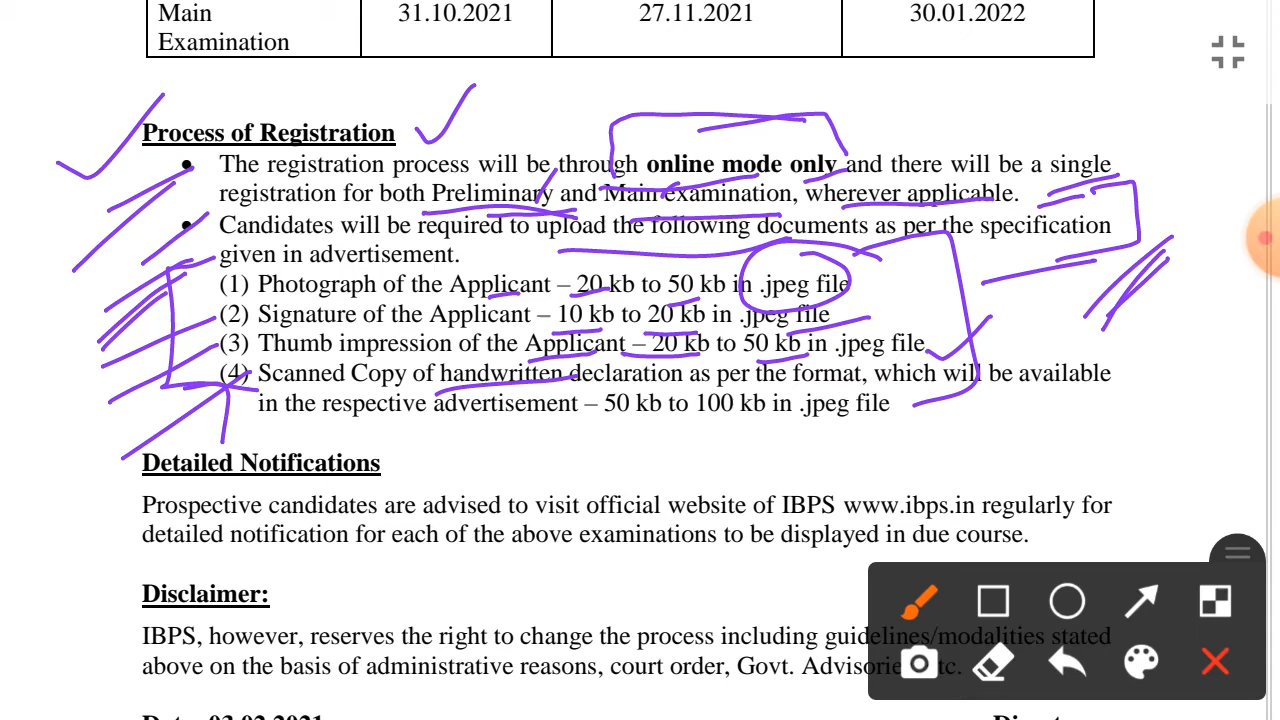 Main 31.10.2021 27.11.2021 30.01.2022
Examination
Process of Registration
• The registration process will be through online mode only and there will be a single
registration for both Preliminary and Main examination, wherever applicable.
• Candidates will be required to upload the following documents as per the specification
given in advertisement.
(1) Photograph of the Applicant – 20 kb to 50 kb in .jpeg file
(2) Signature of the Applicant – 10 kb to 20 kb in .jpeg file
(3) Thumb impression of the Applicant – 20 kb to 50 kb in .jpeg file
(4) Scanned Copy of handwritten declaration as per the format, which will be available
in the respective advertisement – 50 kb to 100 kb in .jpeg file
Detailed Notifications
Prospective candidates are advised to visit official website of IBPS www.ibps.in regularly for
detailed notification for each of the above examinations to be displayed in due course.
Disclaimer:
IBPS, however, reserves the right to change the process including guidelines/modalities stated
above on the basis of administrative reasons, court order, Govt. Advisories etc.
03.02.2021